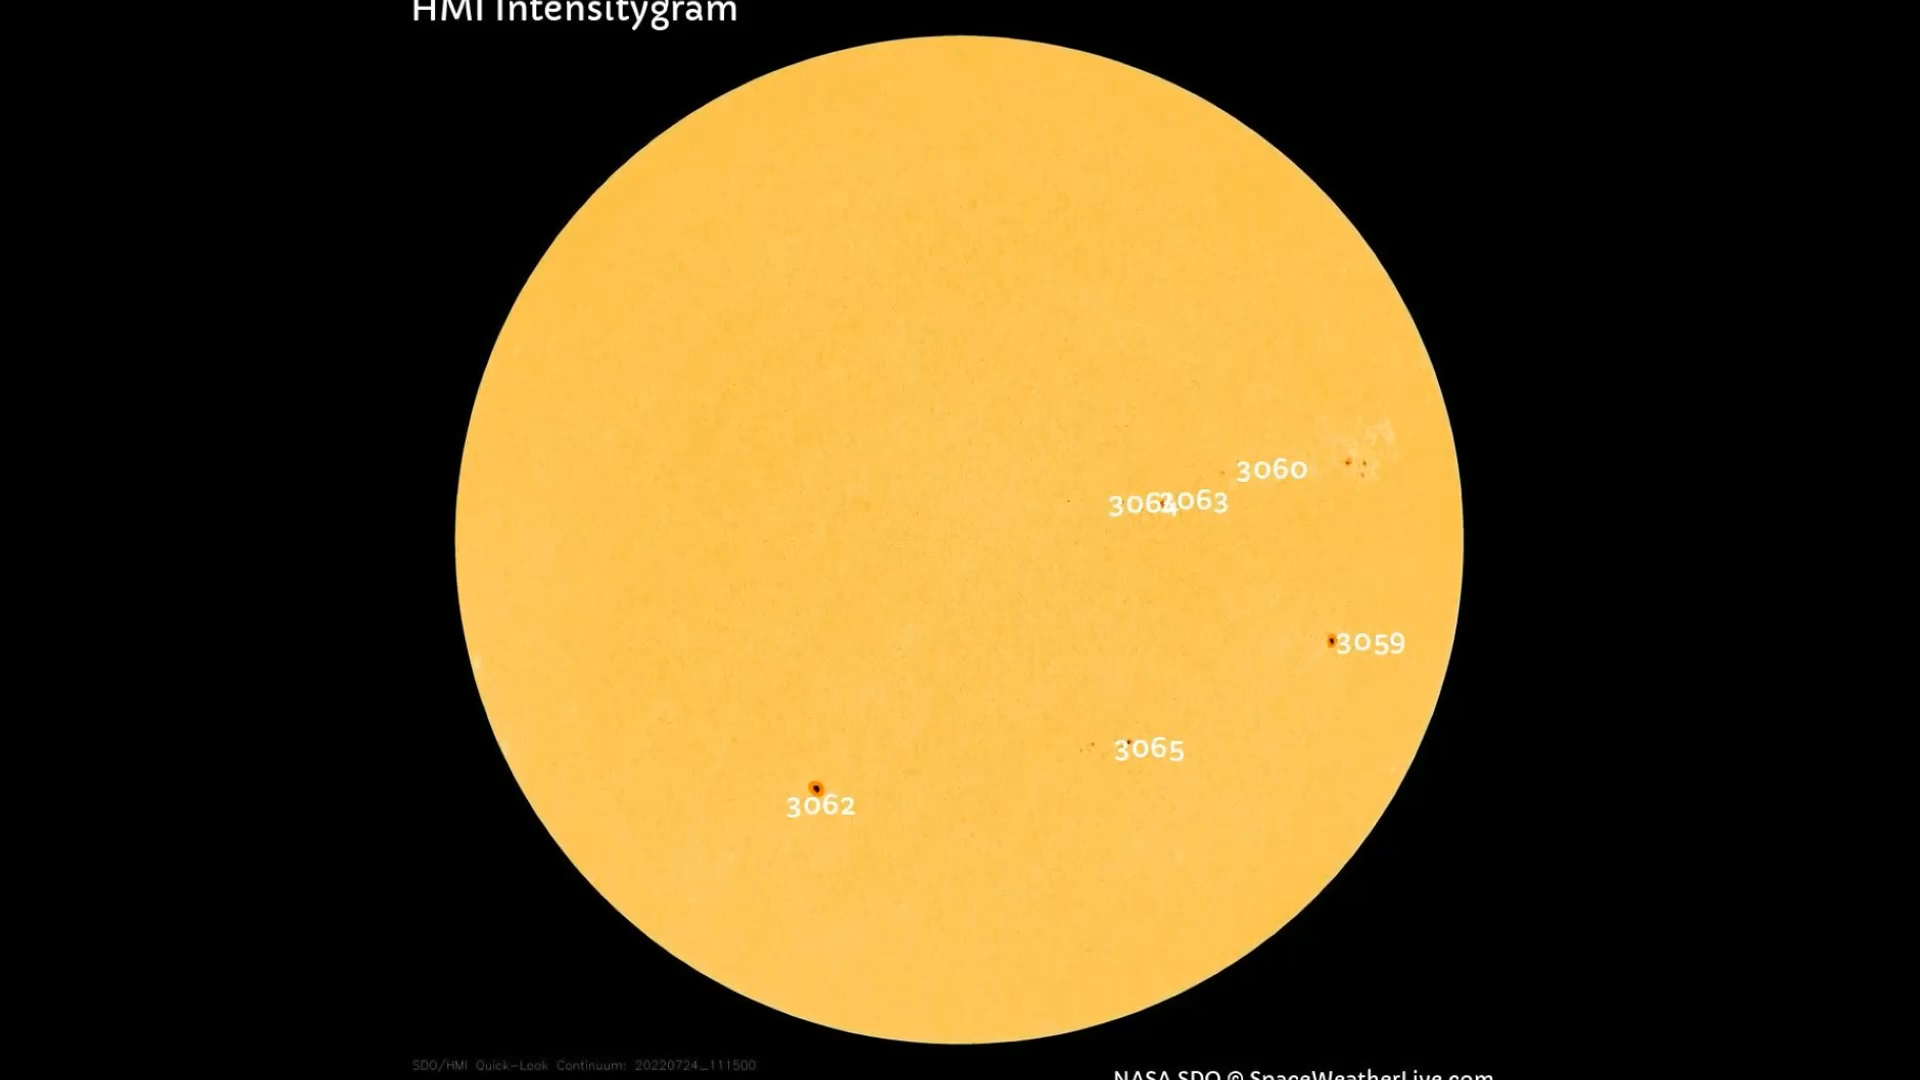 HMI Intensitygram
3060
3064
3063
3059
3065
3062
SDO/HMI Quick-Look Continuum: 20220724_111500
NASA SDO © SpaceWeatherLive.com